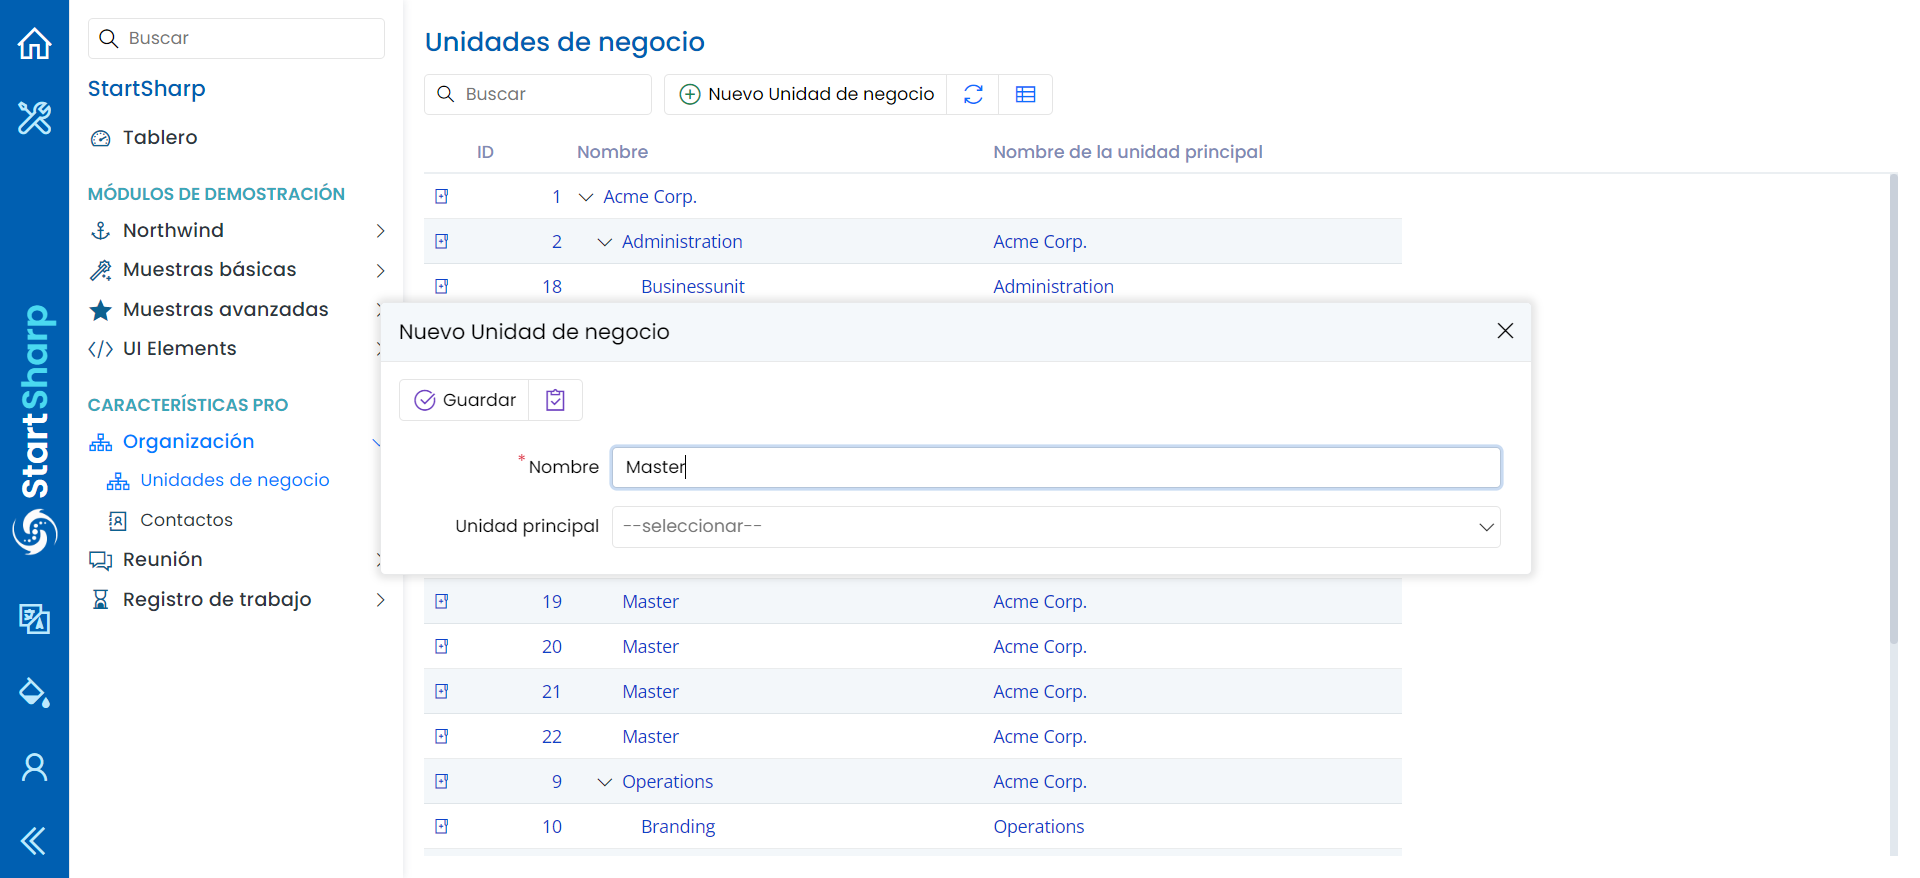 Buscar
StartSharp
Tablero
MÓDULOS DE DEMOSTRACIÓN
Northwind
Muestras básicas
Muestras avanzadas
UI Elements
CARACTERÍSTICAS PRO
Organización
Unidades de negocio
Contactos
Reunión
Registro de trabajo
StartSharp
Unidades de negocio
Buscar
Nuevo Unidad de negocio
ID Nombre Nombre de la unidad principal
1 Acme Corp.
2 Administration Acme Corp.
18 Businessunit Administration
Nuevo Unidad de negocio
Guardar
*Nombre Master
Unidad principal --seleccionar--
19 Master Acme Corp.
20 Master Acme Corp.
21 Master Acme Corp.
22 Master Acme Corp.
9 Operations Acme Corp.
10 Branding Operations